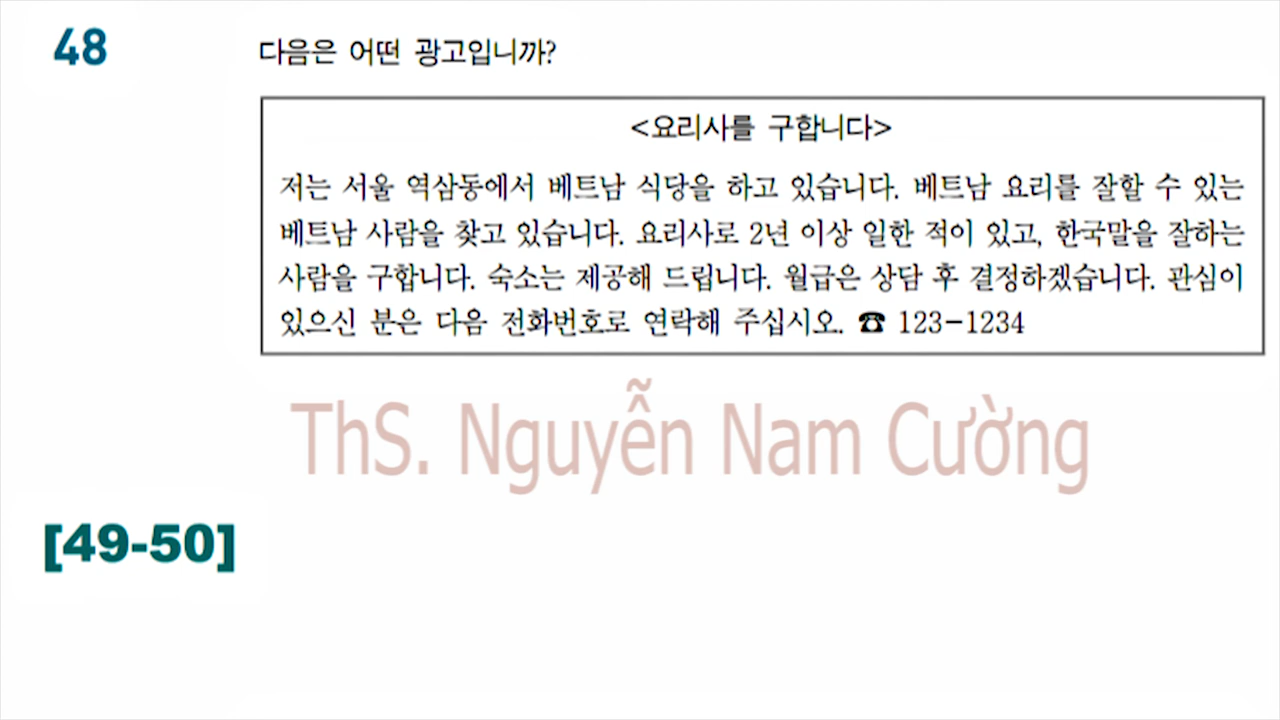 48
다음은 어떤 광고입니까?
<요리사를 구합니다>
저는 서울 역삼동에서 베트남 식당을 하고 있습니다. 베트남 요리를 잘할 수 있는
베트남 사람을 찾고 있습니다. 요리사로 2년 이상 일한 적이 있고, 한국말을 잘하는
사람을 구합니다. 숙소는 제공해 드립니다. 월급은 상담 후 결정하겠습니다. 관심이
있으신 분은 다음 전화번호로 연락해 주십시오. ☎ 123-1234
ThS. Nguyễn Nam Cường
[49-50]